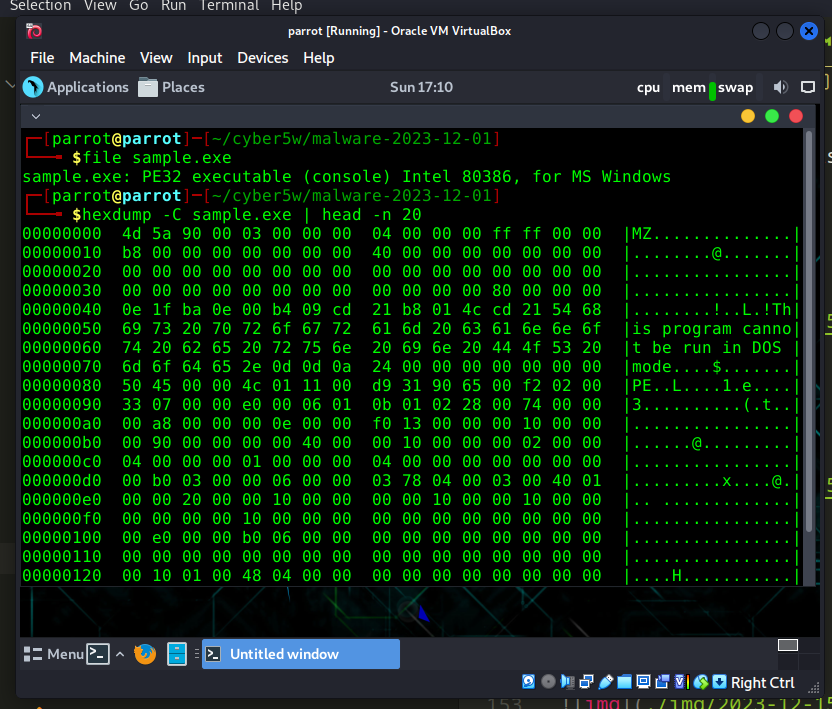 Selection View Go Run Terminal Help
parrot [Running] - Oracle VM VirtualBox
File Machine View Input Devices Help
Applications Places Sun 17:10 cpu mem swap
[parrot@parrot]─[~/cyber5w/malware-2023-12-01]
$file sample.exe
sample.exe: PE32 executable (console) Intel 80386, for MS Windows
[parrot@parrot]─[~/cyber5w/malware-2023-12-01]
$hexdump -C sample.exe | head -n 20
00000000  4d 5a 90 00 03 00 00 00  04 00 00 00 ff ff 00 00  |MZ..............|
00000010  b8 00 00 00 00 00 00 00  40 00 00 00 00 00 00 00  |........@.......|
00000020  00 00 00 00 00 00 00 00  00 00 00 00 00 00 00 00  |................|
00000030  00 00 00 00 00 00 00 00  00 00 00 00 80 00 00 00  |................|
00000040  0e 1f ba 0e 00 b4 09 cd  21 b8 01 4c cd 21 54 68  |........!..L.!Th|
00000050  69 73 20 70 72 6f 67 72  61 6d 20 63 61 6e 6e 6f  |is program canno|
00000060  74 20 62 65 20 72 75 6e  20 69 6e 20 44 4f 53 20  |t be run in DOS |
00000070  6d 6f 64 65 2e 0d 0d 0a  24 00 00 00 00 00 00 00  |mode....$.......|
00000080  50 45 00 00 4c 01 11 00  d9 31 90 65 00 f2 02 00  |PE..L....1.e....|
00000090  33 07 00 00 e0 00 06 01  0b 01 02 28 00 74 00 00  |3..........(.t..|
000000a0  00 a8 00 00 00 0e 00 00  f0 13 00 00 00 10 00 00  |................|
000000b0  00 90 00 00 00 00 40 00  00 10 00 00 00 02 00 00  |......@.........|
000000c0  04 00 00 00 01 00 00 00  04 00 00 00 00 00 00 00  |................|
000000d0  00 b0 03 00 00 06 00 00  03 78 04 00 03 00 40 01  |.........x....@.|
000000e0  00 00 20 00 00 10 00 00  00 00 10 00 00 10 00 00  |.. .............|
000000f0  00 00 00 00 10 00 00 00  00 00 00 00 00 00 00 00  |................|
00000100  00 e0 00 00 b0 06 00 00  00 00 00 00 00 00 00 00  |................|
00000110  00 00 00 00 00 00 00 00  00 00 00 00 00 00 00 00  |................|
00000120  00 10 01 00 48 04 00 00  00 00 00 00 00 00 00 00  |....H...........|
Menu Untitled window
Right Ctrl
153 ![img](./img/2023-12-15